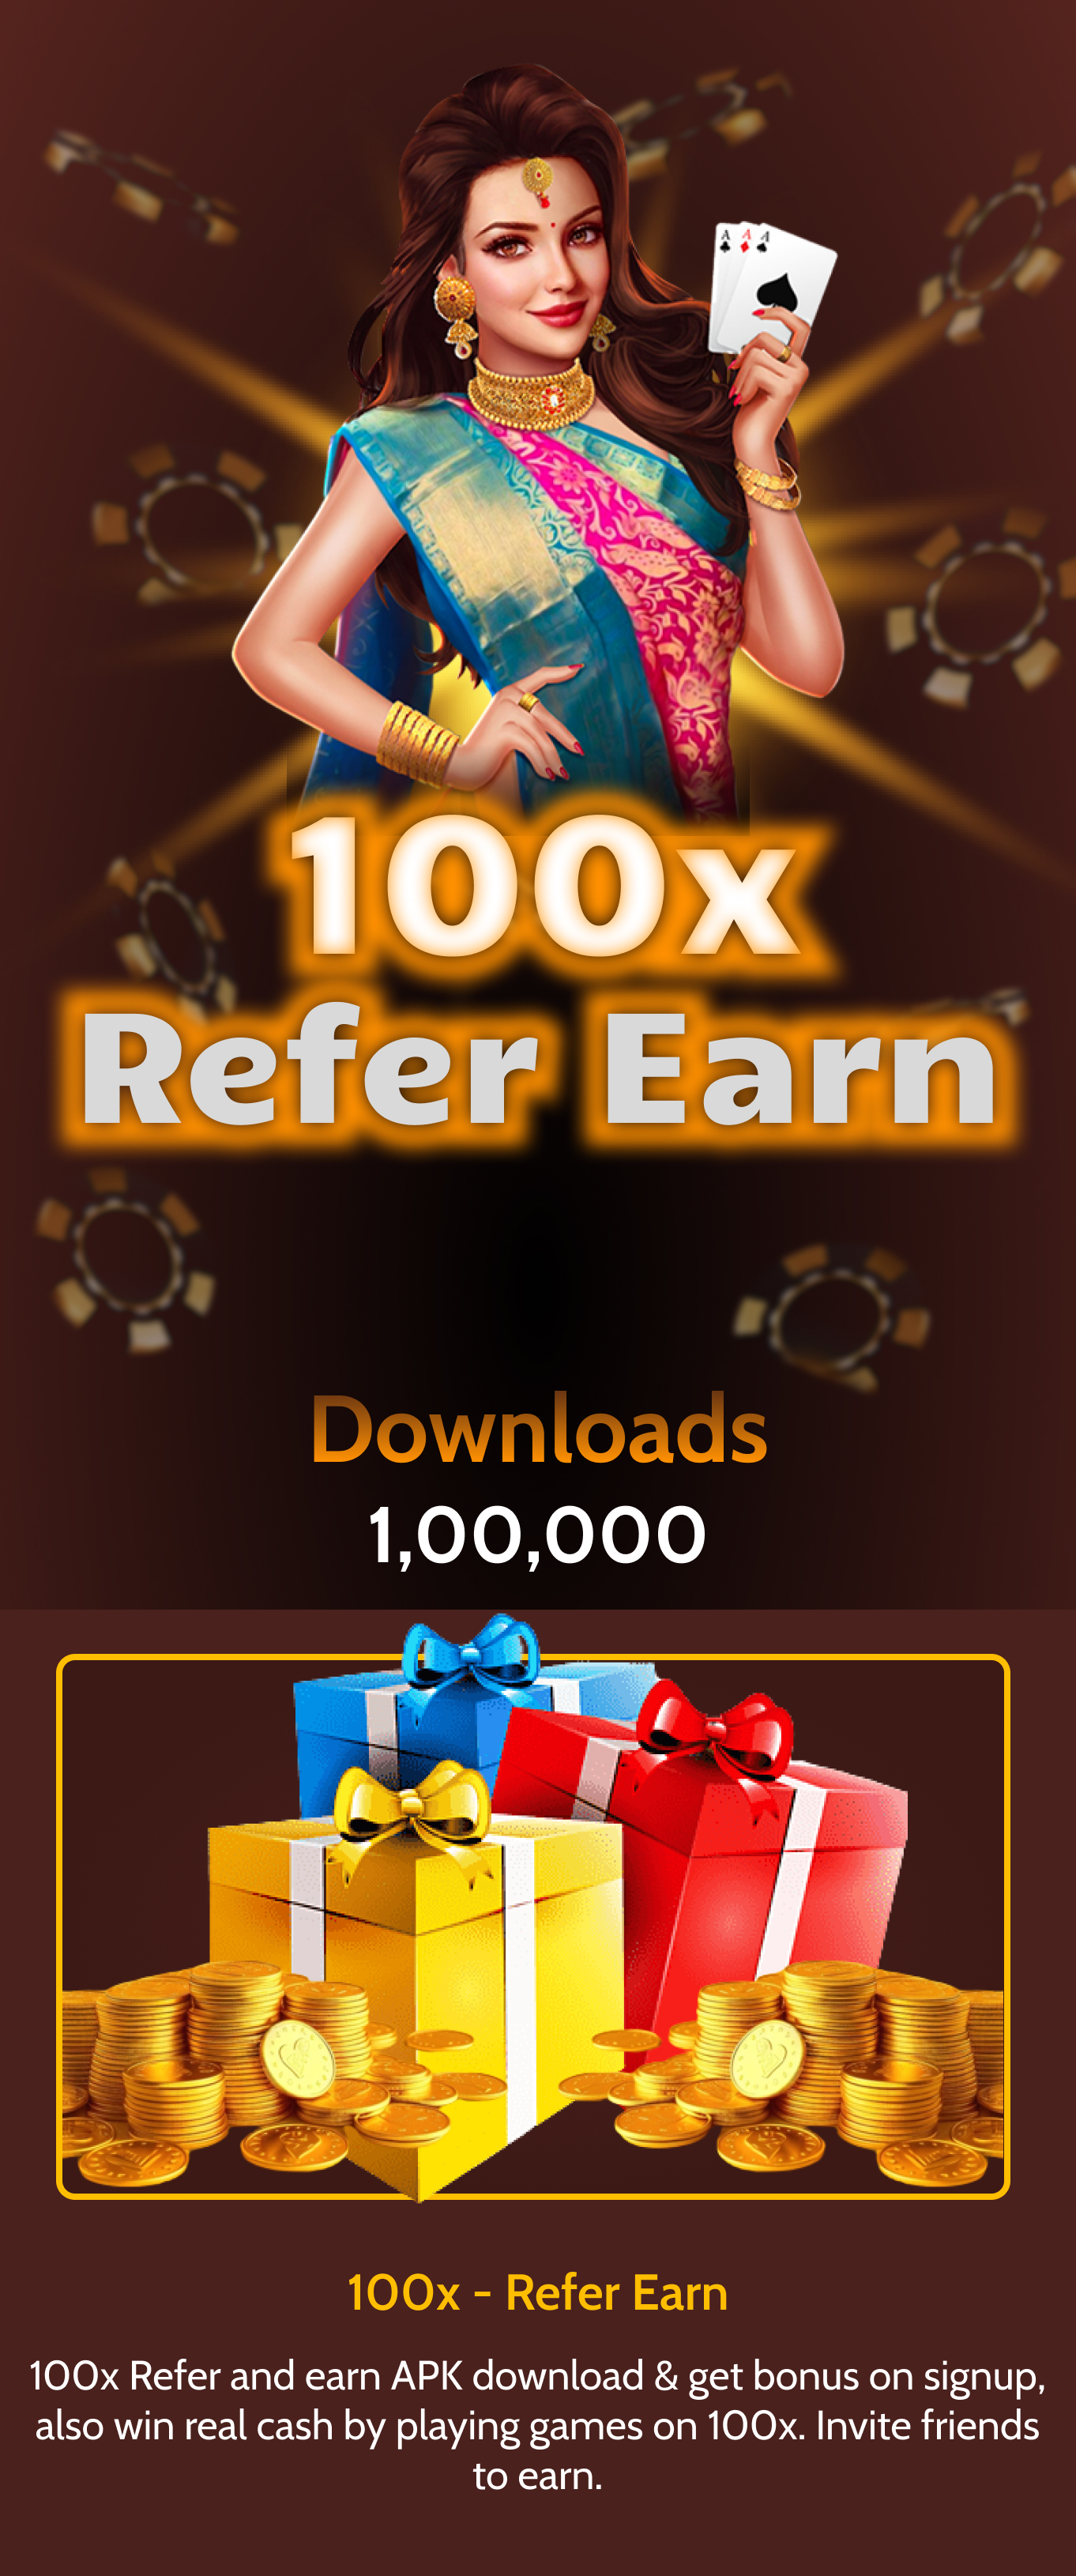 A A A
100x
Refer Earn
Downloads
1,00,000
100x - Refer Earn
100x Refer and earn APK download & get bonus on signup,
also win real cash by playing games on 100x. Invite friends
to earn.